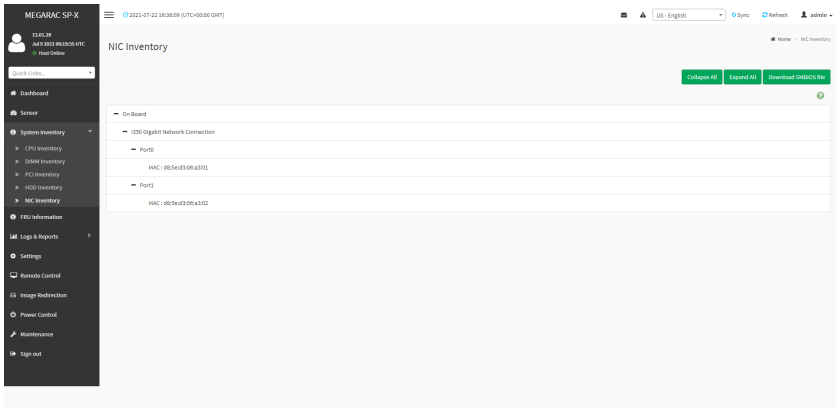 MEGARAC SP-X
2021-07-22 16:36:09 (UTC+00:00 GMT)
US - English
Sync
Refresh
admin
13.01.28
Jul 9 2021 06:19:35 UTC
Host Online
Quick Links...
Dashboard
Sensor
System Inventory
CPU Inventory
DIMM Inventory
PCI Inventory
HDD Inventory
NIC Inventory
FRU Information
Logs & Reports
Settings
Remote Control
Image Redirection
Power Control
Maintenance
Sign out
NIC Inventory
Home
NIC Inventory
Collapse All
Expand All
Download SMBIOS file
On Board
I350 Gigabit Network Connection
Port0
MAC : d8:5e:d3:06:a3:01
Port1
MAC : d8:5e:d3:06:a3:02